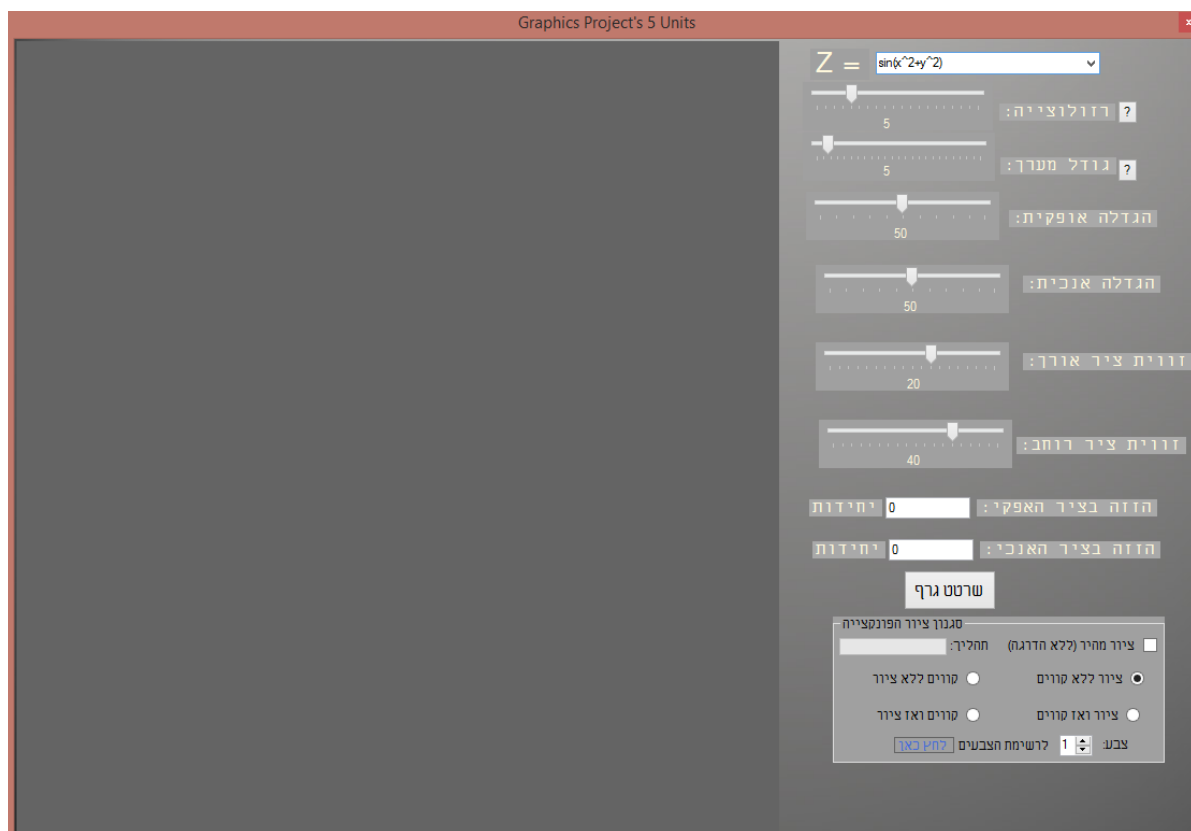 Graphics Project's 5 Units
x
Z = sin(x^2+y^2)
רזולוצייה: ?
5
גודל מערך: ?
5
הגדלה אופקית:
50
הגדלה אנכית:
50
זווית ציר אורך:
20
זווית ציר רוחב:
40
הזזה בציר האפקי: 0 יחידות
הזזה בציר האנכי: 0 יחידות
שרטט גרף
סגנון ציור הפונקצייה
ציור מהיר (ללא הדרגה) תהליך:
ציור ללא קווים קווים ללא ציור
ציור ואז קווים קווים ואז ציור
צבע: 1 לרשימת הצבעים לחץ כאן